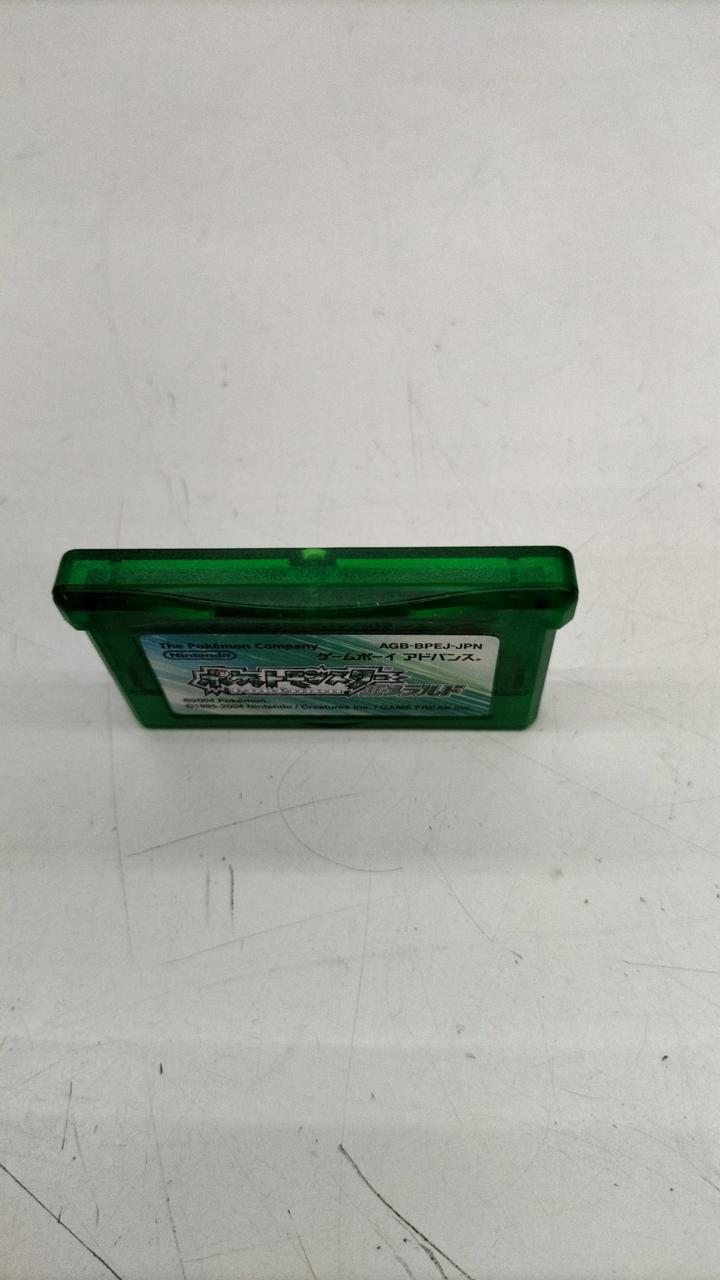 The Pokémon Company AGB-BPEJ-JPN
Nintendo ゲームボーイ アドバンス®
ポケットモンスター エメラルド
©2004 Pokémon.
©1995-2004 Nintendo / Creatures inc. / GAME FREAK inc.